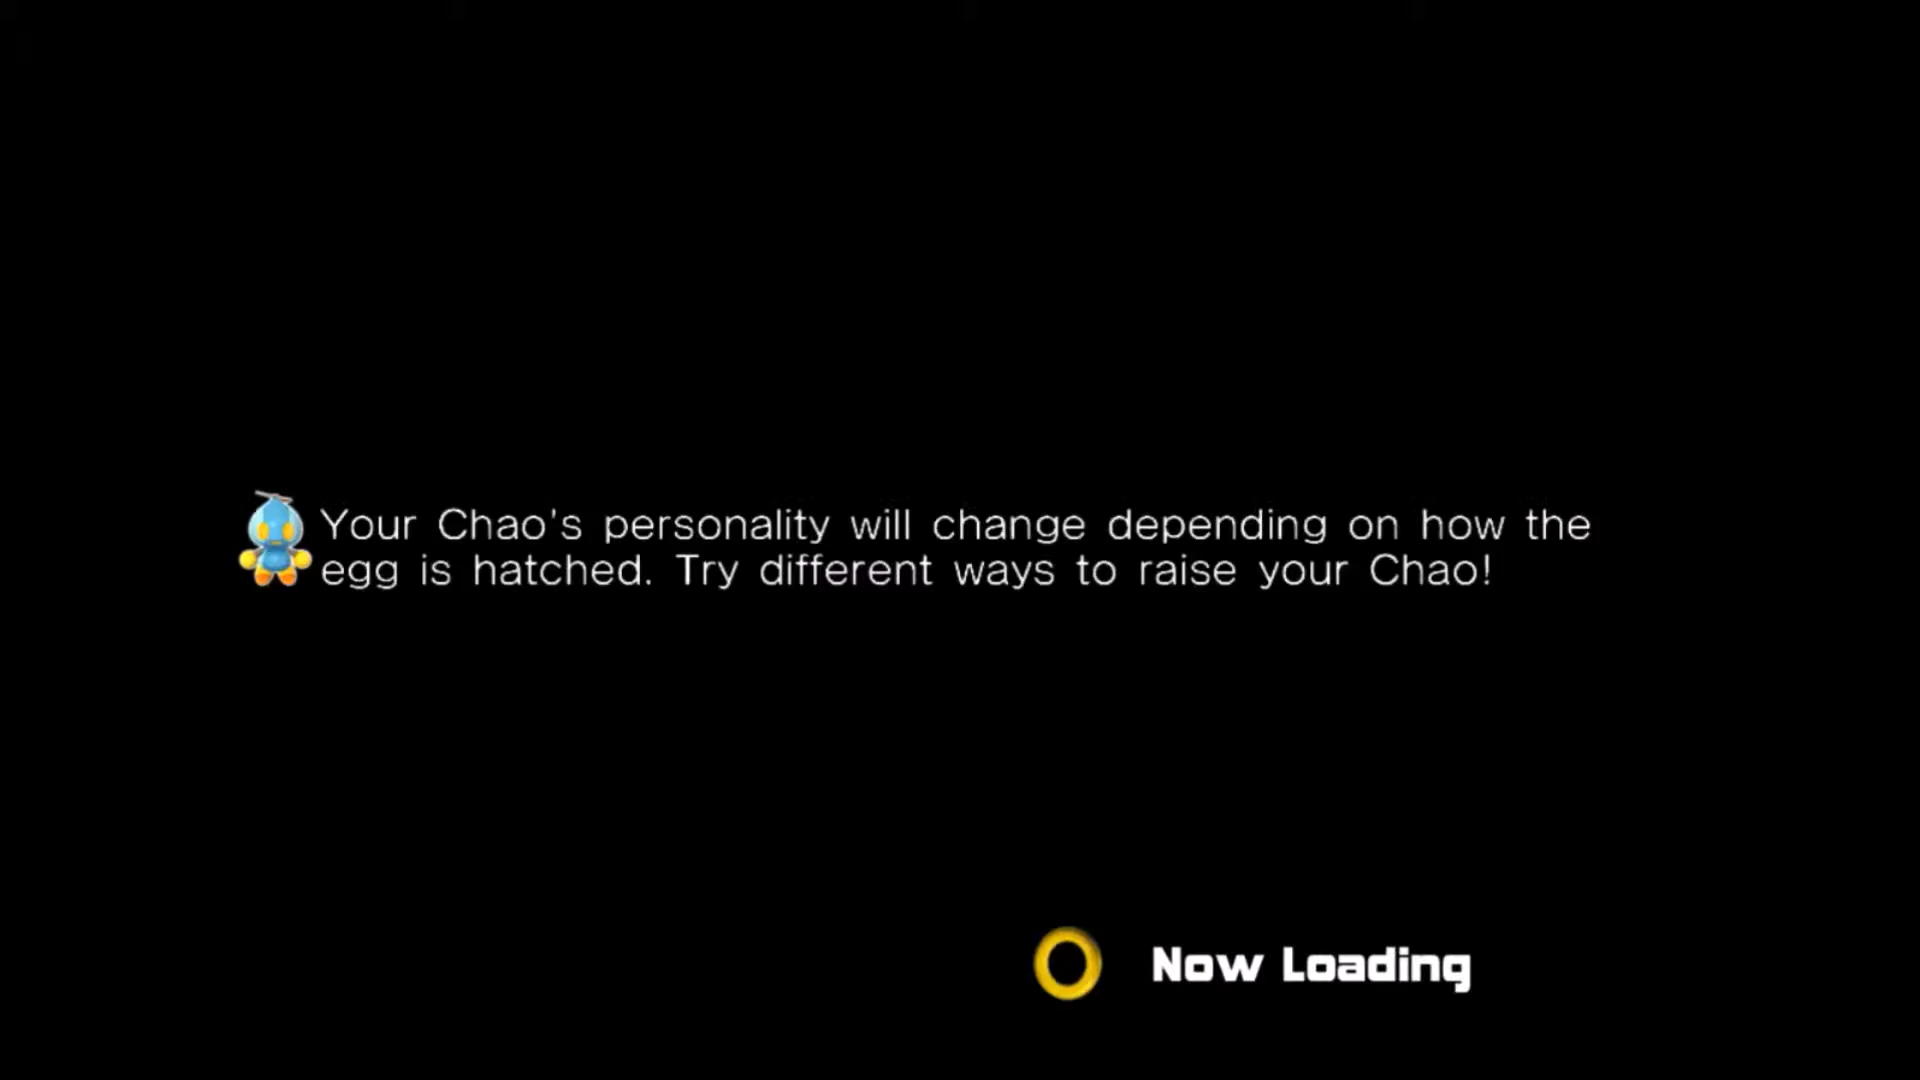 Your Chao's personality will change depending on how the
egg is hatched. Try different ways to raise your Chao!
Now Loading